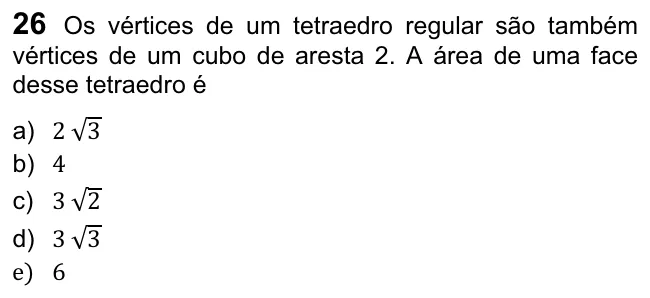 26 Os vértices de um tetraedro regular são também
vértices de um cubo de aresta 2. A área de uma face
desse tetraedro é
a) 2 √3
b) 4
c) 3 √2
d) 3 √3
e) 6